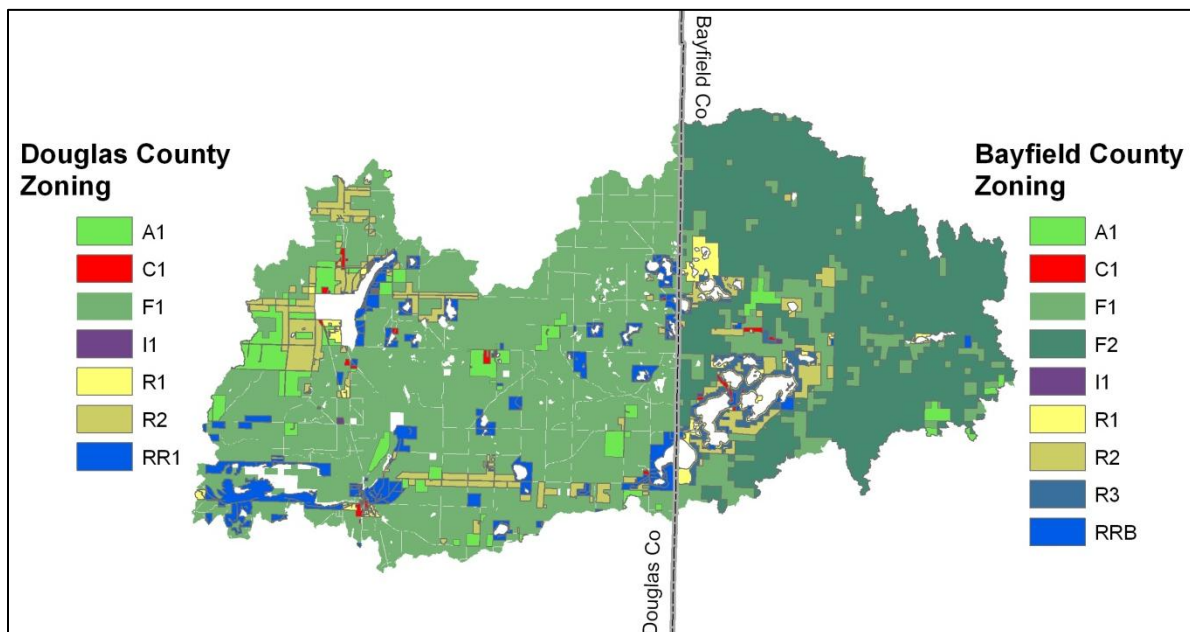 Bayfield Co
Douglas County
Zoning
A1
C1
F1
I1
R1
R2
RR1
Bayfield County
Zoning
A1
C1
F1
F2
I1
R1
R2
R3
RRB
Douglas Co